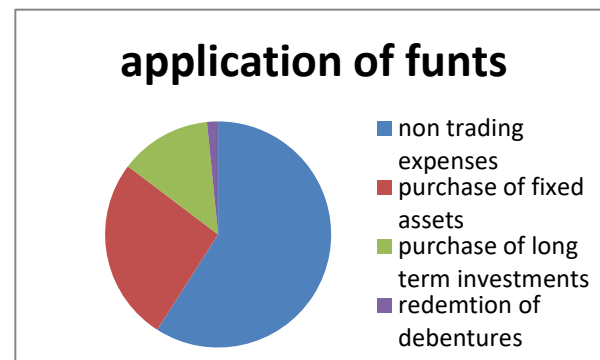 application of funts
non trading
expenses
purchase of fixed
assets
purchase of long
term investments
redemtion of
debentures